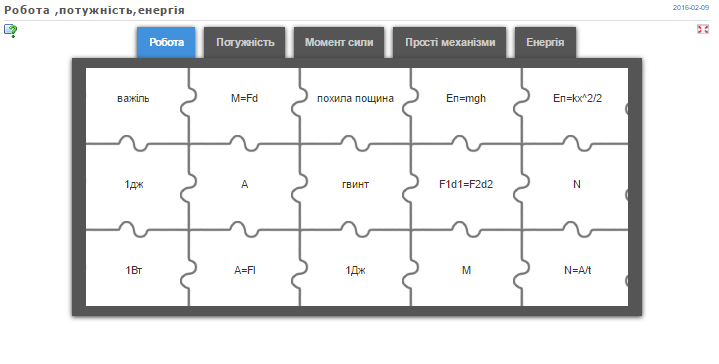 Робота ,потужність,енергія
2016-02-09
Робота Потужність Момент сили Прості механізми Енергія
важіль M=Fd похила пощина Еп=mgh Еп=kx^2/2
1дж А гвинт F1d1=F2d2 N
1Вт A=Fl 1Дж M N=A/t